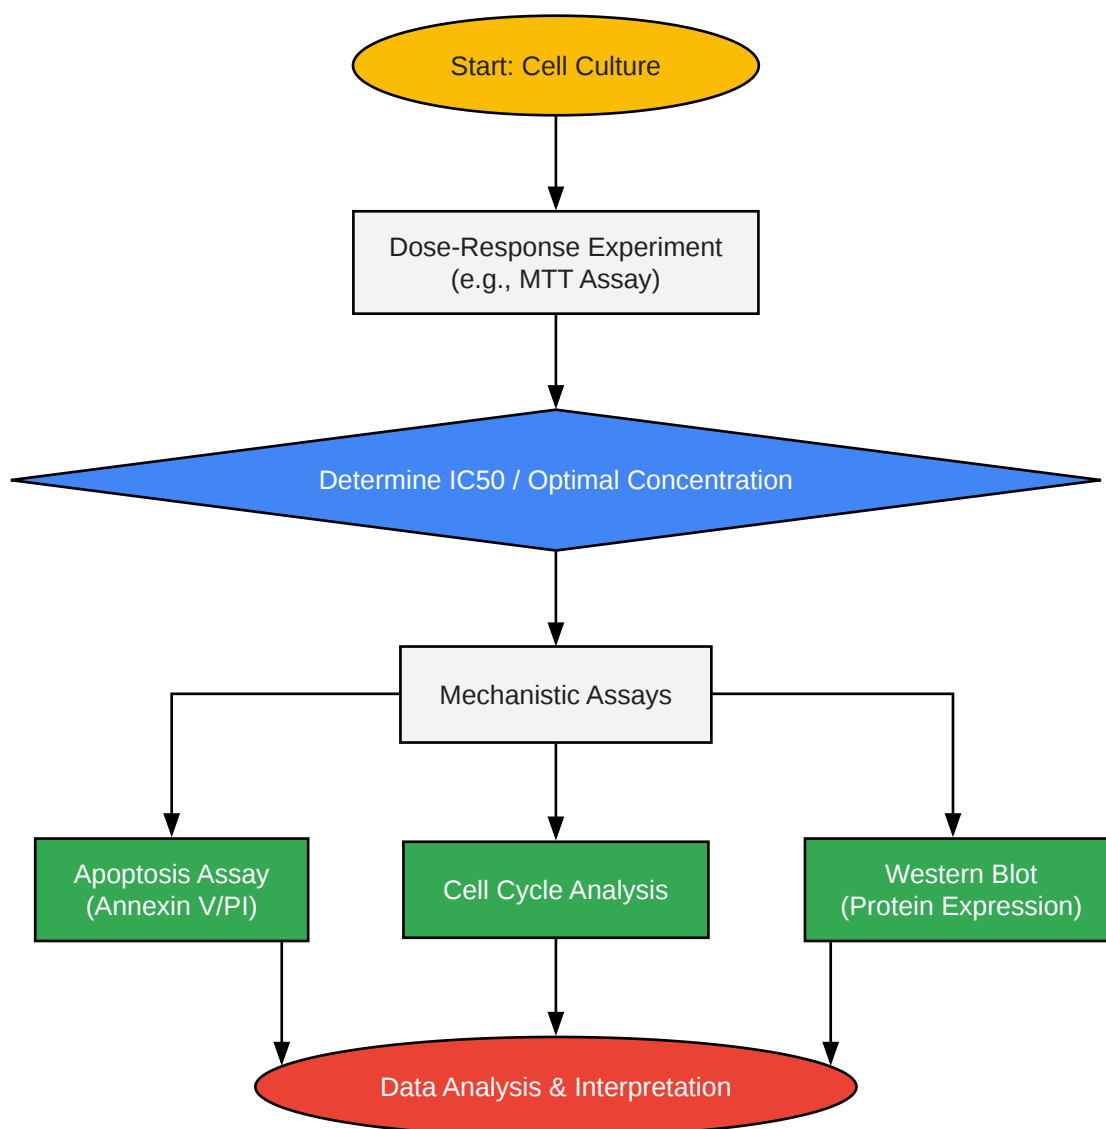 Start: Cell Culture
Dose-Response Experiment
(e.g., MTT Assay)
Determine IC50 / Optimal Concentration
Mechanistic Assays
Apoptosis Assay
(Annexin V/PI)
Cell Cycle Analysis
Western Blot
(Protein Expression)
Data Analysis & Interpretation